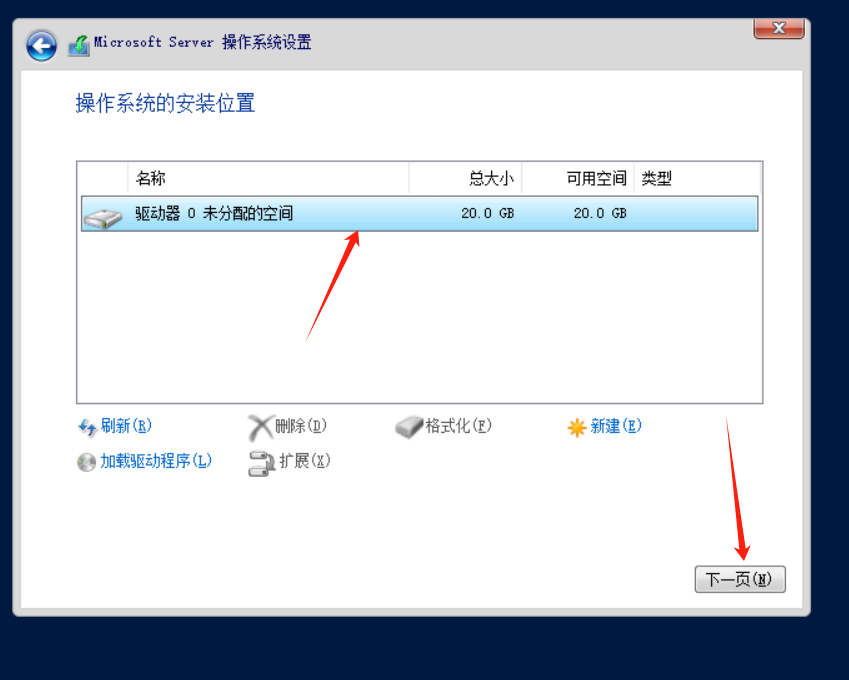 Microsoft Server 操作系统设置
操作系统的安装位置
名称 总大小 可用空间 类型
驱动器 0 未分配的空间 20.0 GB 20.0 GB
刷新(R) 删除(D) 格式化(F) 新建(E)
加载驱动程序(L) 扩展(X)
下一页(N)